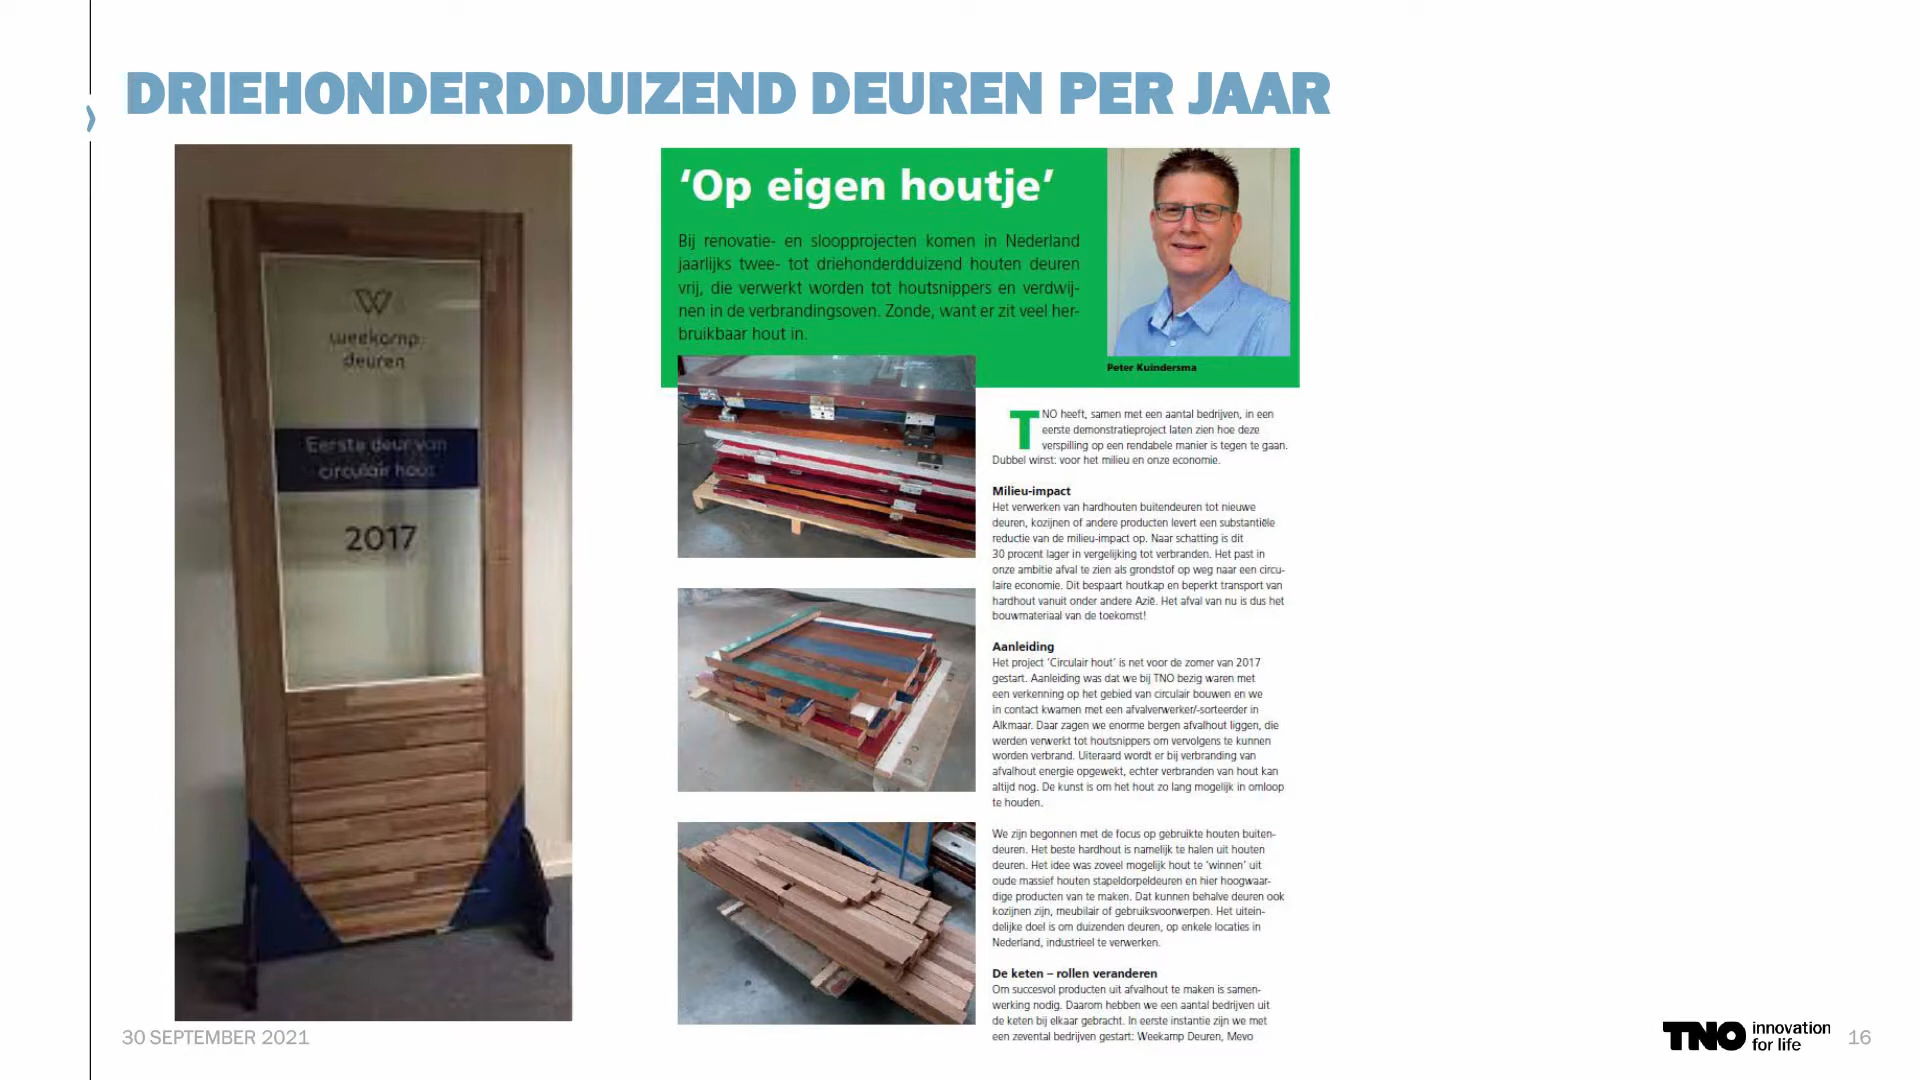 DRIEHONDERDDUIZEND DEUREN PER JAAR
weekamp
deuren
Eerste deur van
circulair hout
2017
‘Op eigen houtje’
Bij renovatie- en sloopprojecten komen in Nederland
jaarlijks twee- tot driehonderdduizend houten deuren
vrij, die verwerkt worden tot houtsnippers en verdwij-
nen in de verbrandingsoven. Zonde, want er zit veel her-
bruikbaar hout in.
Peter Kuindersma
TNO heeft, samen met een aantal bedrijven, in een
eerste demonstratieproject laten zien hoe deze
verspilling op een rendabele manier is tegen te gaan.
Dubbel winst: voor het milieu en onze economie.
Milieu-impact
Het verwerken van hardhouten buitendeuren tot nieuwe
deuren, kozijnen of andere producten levert een substantiële
reductie van de milieu-impact op. Naar schatting is dit
30 procent lager in vergelijking tot verbranden. Het past in
onze ambitie afval te zien als grondstof op weg naar een circu-
laire economie. Dit bespaart houtkap en beperkt transport van
hardhout vanuit onder andere Azië. Het afval van nu is dus het
bouwmateriaal van de toekomst!
Aanleiding
Het project ‘Circulair hout’ is net voor de zomer van 2017
gestart. Aanleiding was dat we bij TNO bezig waren met
een verkenning op het gebied van circulair bouwen en we
in contact kwamen met een afvalverwerker/-sorteerder in
Alkmaar. Daar zagen we enorme bergen afvalhout liggen, die
werden verwerkt tot houtsnippers om vervolgens te kunnen
worden verbrand. Uiteraard wordt er bij verbranding van
afvalhout energie opgewekt, echter verbranden van hout kan
altijd nog. De kunst is om het hout zo lang mogelijk in omloop
te houden.
We zijn begonnen met de focus op gebruikte houten buiten-
deuren. Het beste hardhout is namelijk te halen uit houten
deuren. Het idee was zoveel mogelijk hout te ‘winnen’ uit
oude massief houten stapeldorpeldeuren en hier hoogwaar-
dige producten van te maken. Dat kunnen behalve deuren ook
kozijnen zijn, meubilair of gebruiksvoorwerpen. Het uitein-
delijke doel is om duizenden deuren, op enkele locaties in
Nederland, industrieel te verwerken.
De keten – rollen veranderen
Om succesvol producten uit afvalhout te maken is samen-
werking nodig. Daarom hebben we een aantal bedrijven uit
de keten bij elkaar gebracht. In eerste instantie zijn we met
een zevental bedrijven gestart: Weekamp Deuren, Mevo
30 SEPTEMBER 2021
TNO innovation
for life
16